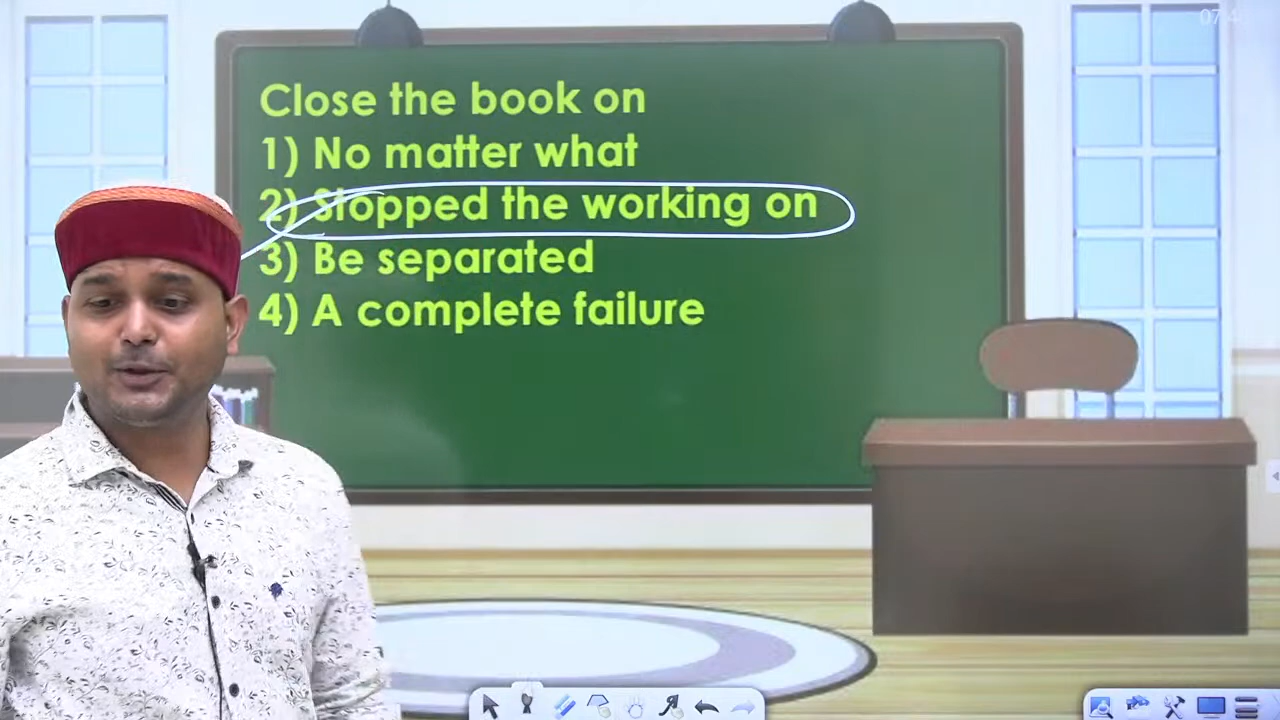 Close the book on
1) No matter what
2) Stopped the working on
3) Be separated
4) A complete failure